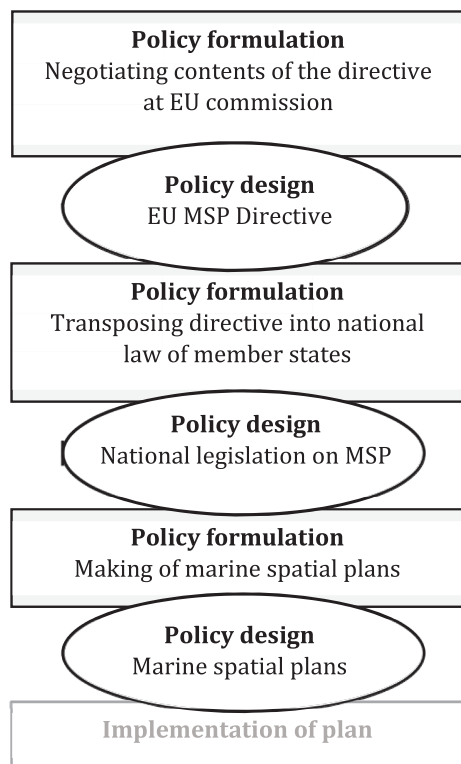 Policy formulation
Negotiating contents of the directive
at EU commission
Policy design
EU MSP Directive
Policy formulation
Transposing directive into national
law of member states
Policy design
National legislation on MSP
Policy formulation
Making of marine spatial plans
Policy design
Marine spatial plans
Implementation of plan